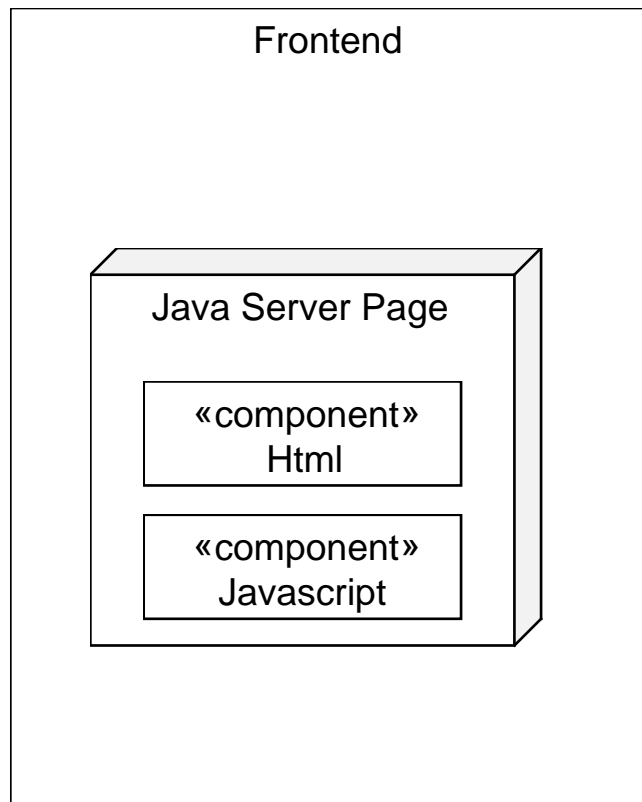 Frontend
Java Server Page
«component»
Html
«component»
Javascript